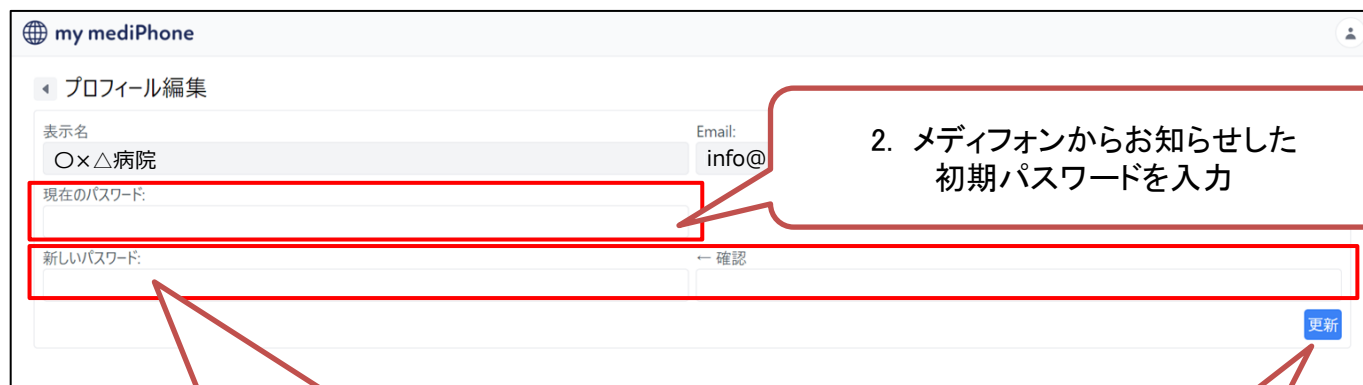 my mediPhone
プロフィール編集
表示名
Email:
〇×△病院
info@
2. メディフォンからお知らせした
初期パスワードを入力
現在のパスワード:
新しいパスワード:
← 確認
更新